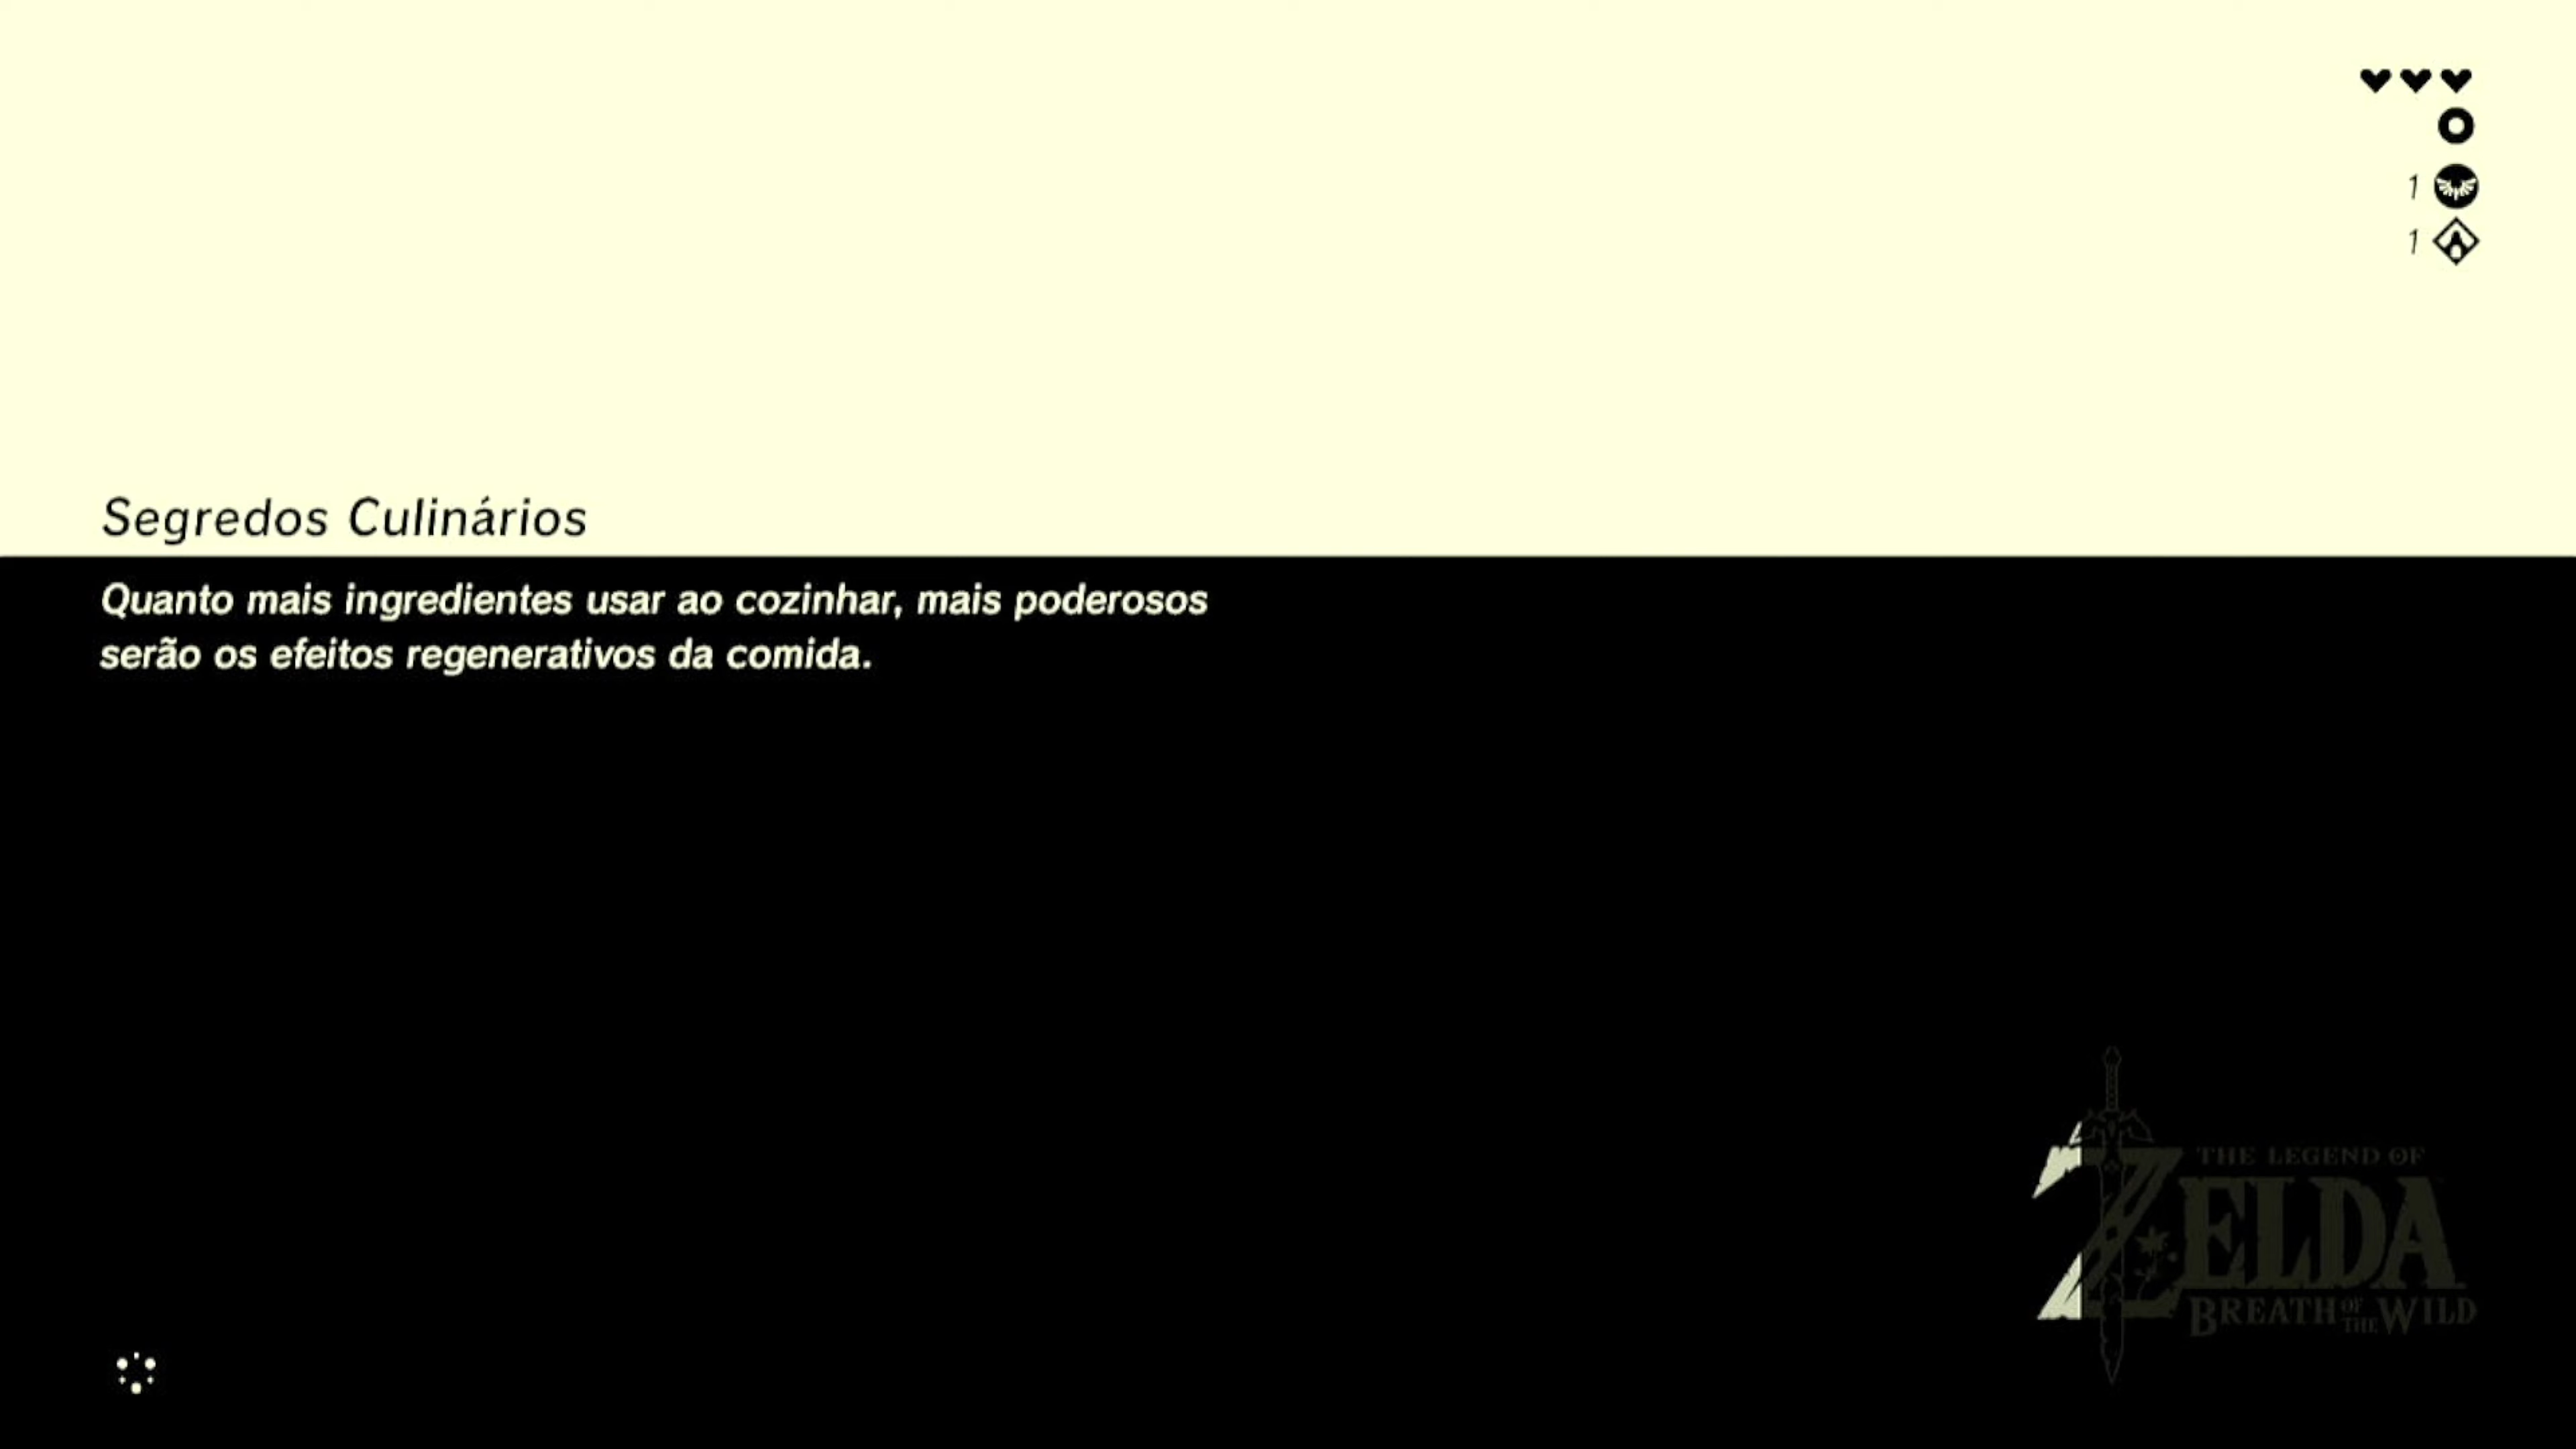 1
1
Segredos Culinários
Quanto mais ingredientes usar ao cozinhar, mais poderosos
serão os efeitos regenerativos da comida.
THE LEGEND OF
ZELDA
BREATH OF THE WILD